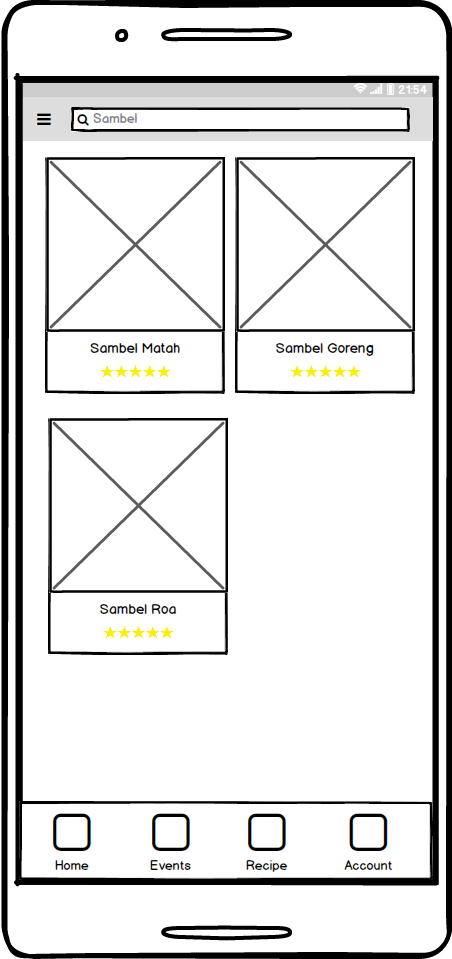 21:54
Sambel
Sambel Matah
Sambel Goreng
Sambel Roa
Home
Events
Recipe
Account